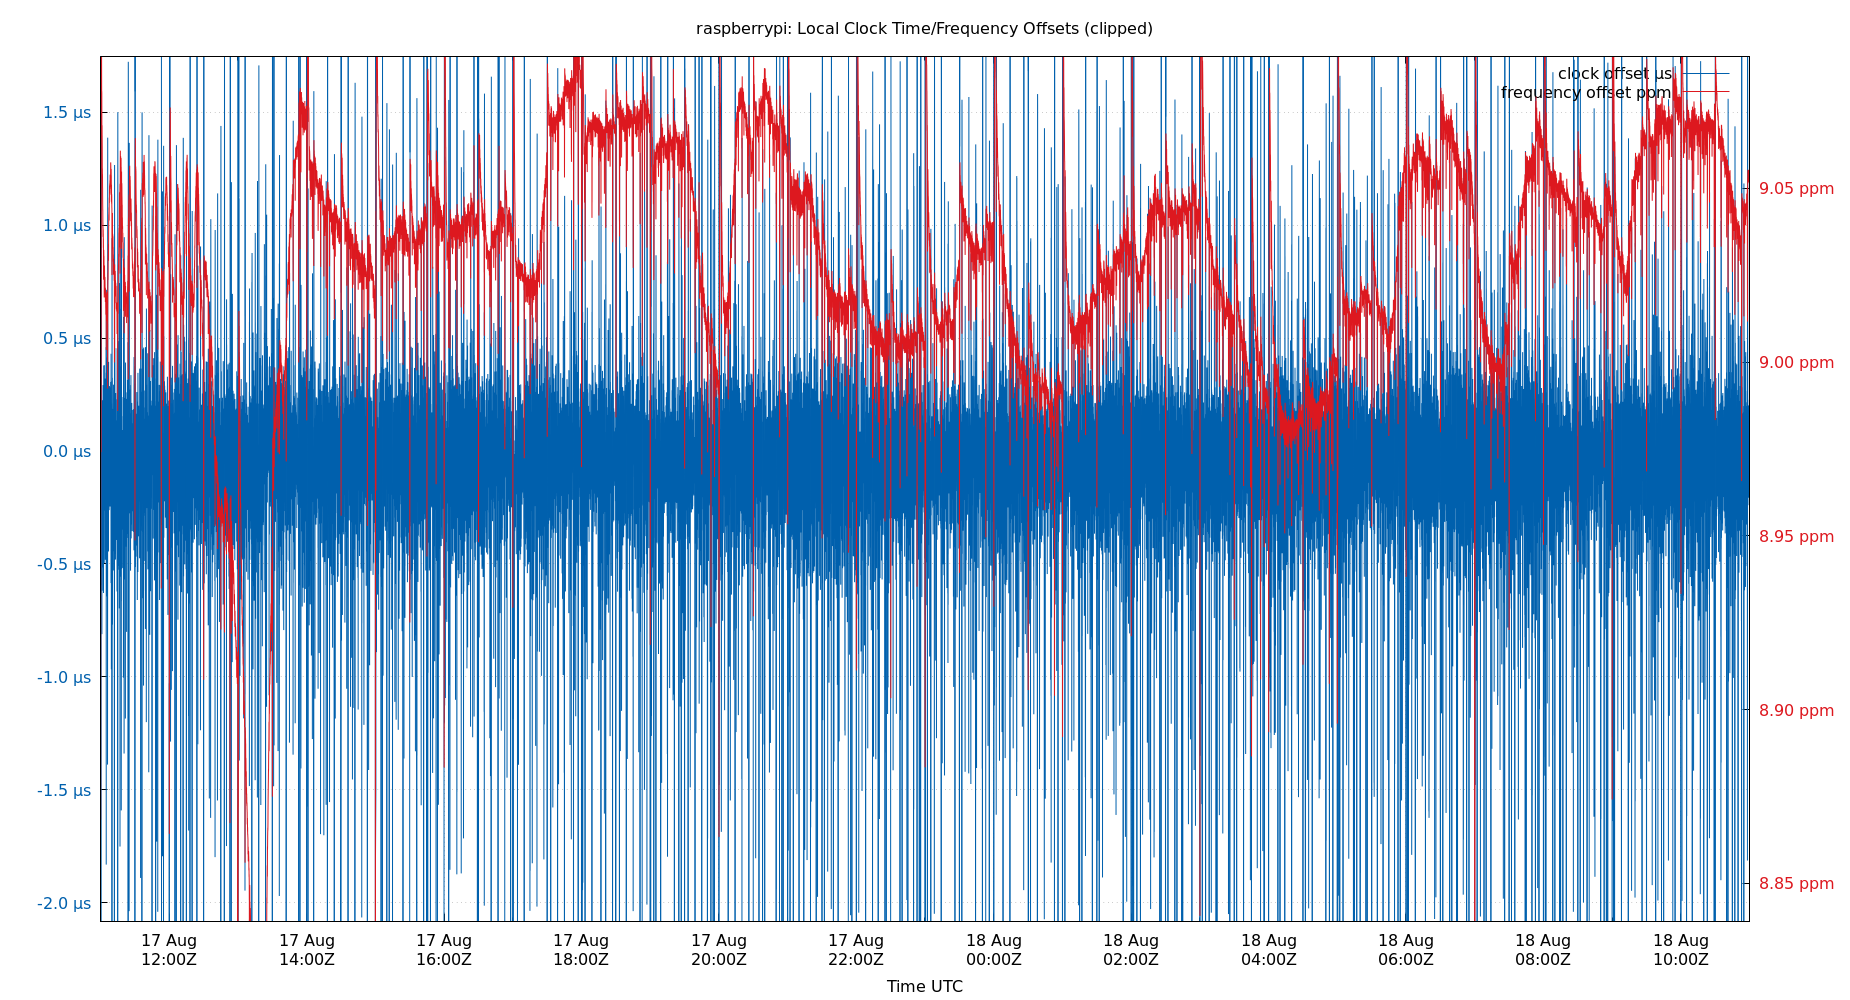 raspberrypi: Local Clock Time/Frequency Offsets (clipped)
clock offset µs
frequency offset ppm
1.5 µs
1.0 µs
0.5 µs
0.0 µs
-0.5 µs
-1.0 µs
-1.5 µs
-2.0 µs
9.05 ppm
9.00 ppm
8.95 ppm
8.90 ppm
8.85 ppm
17 Aug 17 Aug 17 Aug 17 Aug 17 Aug 17 Aug 18 Aug 18 Aug 18 Aug 18 Aug 18 Aug 18 Aug
12:00Z 14:00Z 16:00Z 18:00Z 20:00Z 22:00Z 00:00Z 02:00Z 04:00Z 06:00Z 08:00Z 10:00Z
Time UTC